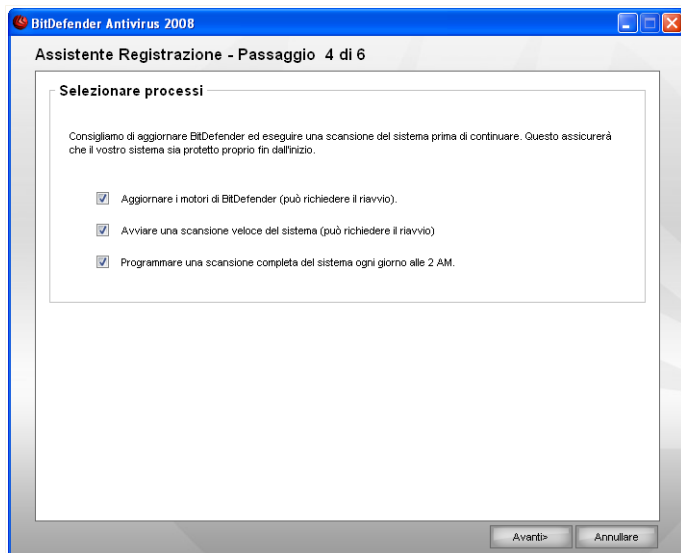 BitDefender Antivirus 2008
Assistente Registrazione - Passaggio 4 di 6
Selezionare processi
Consigliamo di aggiornare BitDefender ed eseguire una scansione del sistema prima di continuare. Questo assicurerà
che il vostro sistema sia protetto proprio fin dall'inizio.
Aggiornare i motori di BitDefender (può richiedere il riavvio).
Avviare una scansione veloce del sistema (può richiedere il riavvio)
Programmare una scansione completa del sistema ogni giorno alle 2 AM.
Avanti> Annullare